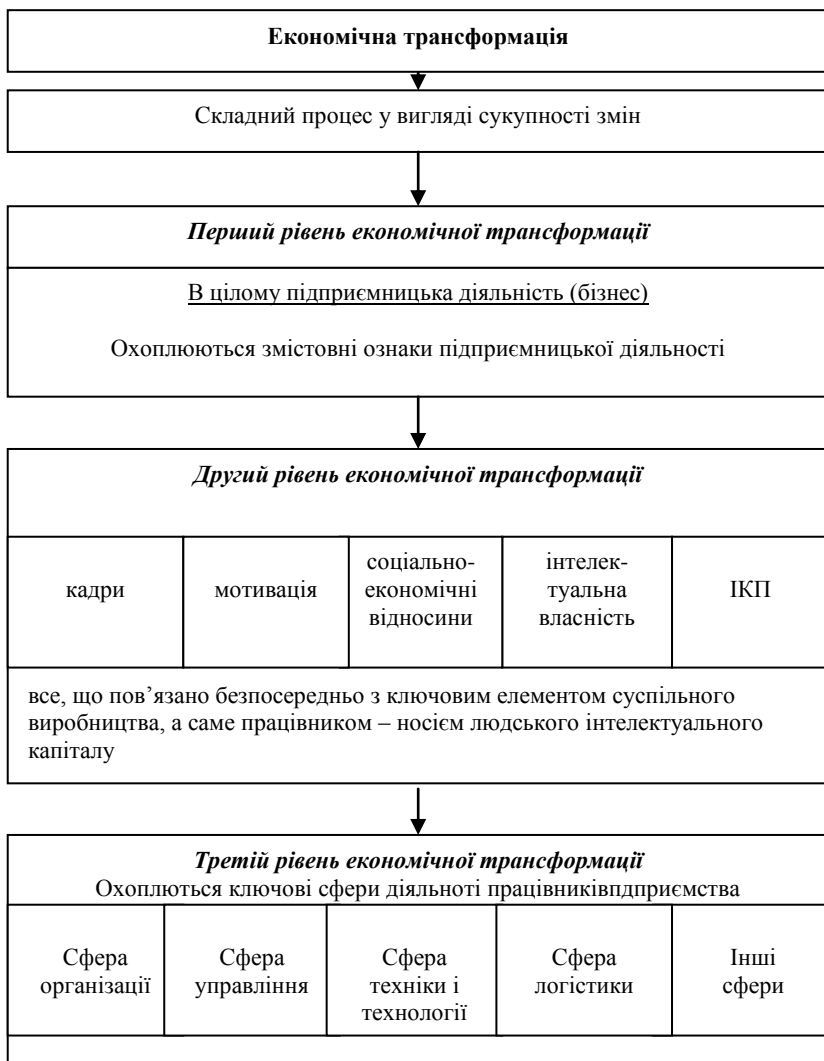 Економічна трансформація
Складний процес у вигляді сукупності змін
Перший рівень економічної трансформації
В цілому підприємницька діяльність (бізнес)
Охоплюються змістовні ознаки підприємницької діяльності
Другий рівень економічної трансформації
кадри
мотивація
соціально-
економічні
відносини
інтелек-
туальна
власність
ІКП
все, що пов’язано безпосередньо з ключовим елементом суспільного
виробництва, а саме працівником – носієм людського інтелектуального
капіталу
Третій рівень економічної трансформації
Охоплються ключові сфери діяльноті працівниківпдприємства
Сфера
організації
Сфера
управління
Сфера
техніки і
технології
Сфера
логістики
Інші
сфери